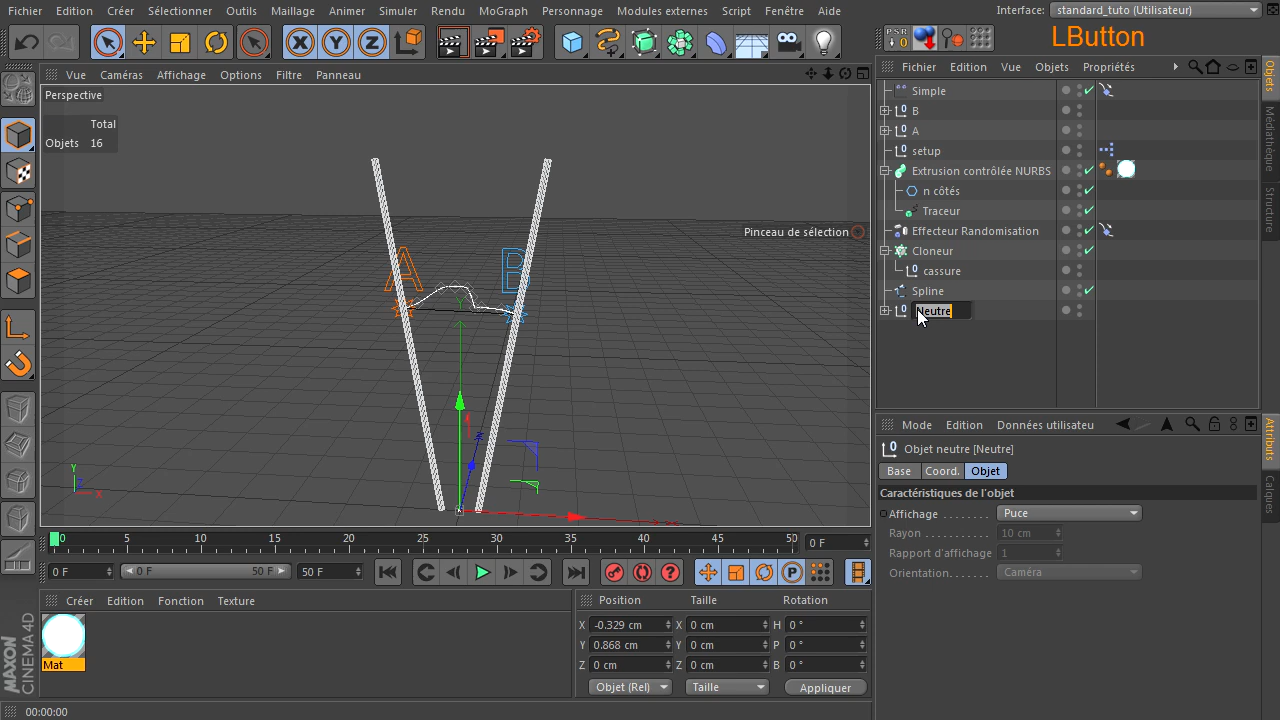 Fichier Edition Créer Sélectionner Outils Maillage Animer Simuler Rendu MoGraph Personnage Modules externes Script Fenêtre Aide
Interface: standard_tuto (Utilisateur)
X Y Z
PSR
0
LButton
Vue Caméras Affichage Options Filtre Panneau
Fichier Edition Vue Objets Propriétés
Perspective
Total
Objets 16
Pinceau de sélection
A B
Y
Z
Y
X
Simple
B
A
setup
Extrusion contrôlée NURBS
n côtés
Traceur
Effecteur Randomisation
Cloneur
cassure
Spline
Neutre
Objets
Médiathèque
Structure
Mode Edition Données utilisateu
Objet neutre [Neutre]
Base Coord. Objet
Caractéristiques de l'objet
Affichage Puce
Rayon 10 cm
Rapport d'affichage 1
Orientation Caméra
Attributs
Calques
0 5 10 15 20 25 30 35 40 45 50 0 F
0 F 0 F 50 F 50 F
P
Créer Edition Fonction Texture
Mat
Position Taille Rotation
X -0.329 cm X 0 cm H 0 °
Y 0.868 cm Y 0 cm P 0 °
Z 0 cm Z 0 cm B 0 °
Objet (Rel) Taille Appliquer
MAXON
CINEMA 4D
00:00:00